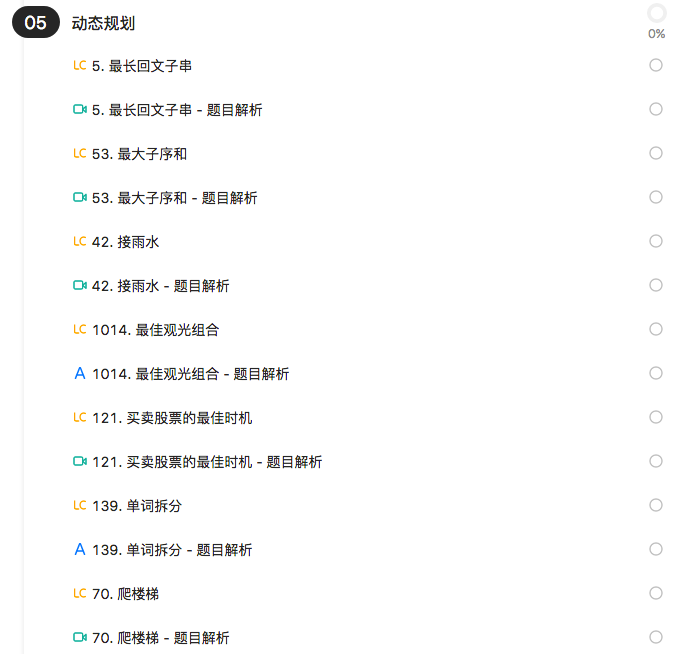 05 动态规划
0%
LC 5. 最长回文子串
5. 最长回文子串 - 题目解析
LC 53. 最大子序和
53. 最大子序和 - 题目解析
LC 42. 接雨水
42. 接雨水 - 题目解析
LC 1014. 最佳观光组合
A 1014. 最佳观光组合 - 题目解析
LC 121. 买卖股票的最佳时机
121. 买卖股票的最佳时机 - 题目解析
LC 139. 单词拆分
A 139. 单词拆分 - 题目解析
LC 70. 爬楼梯
70. 爬楼梯 - 题目解析